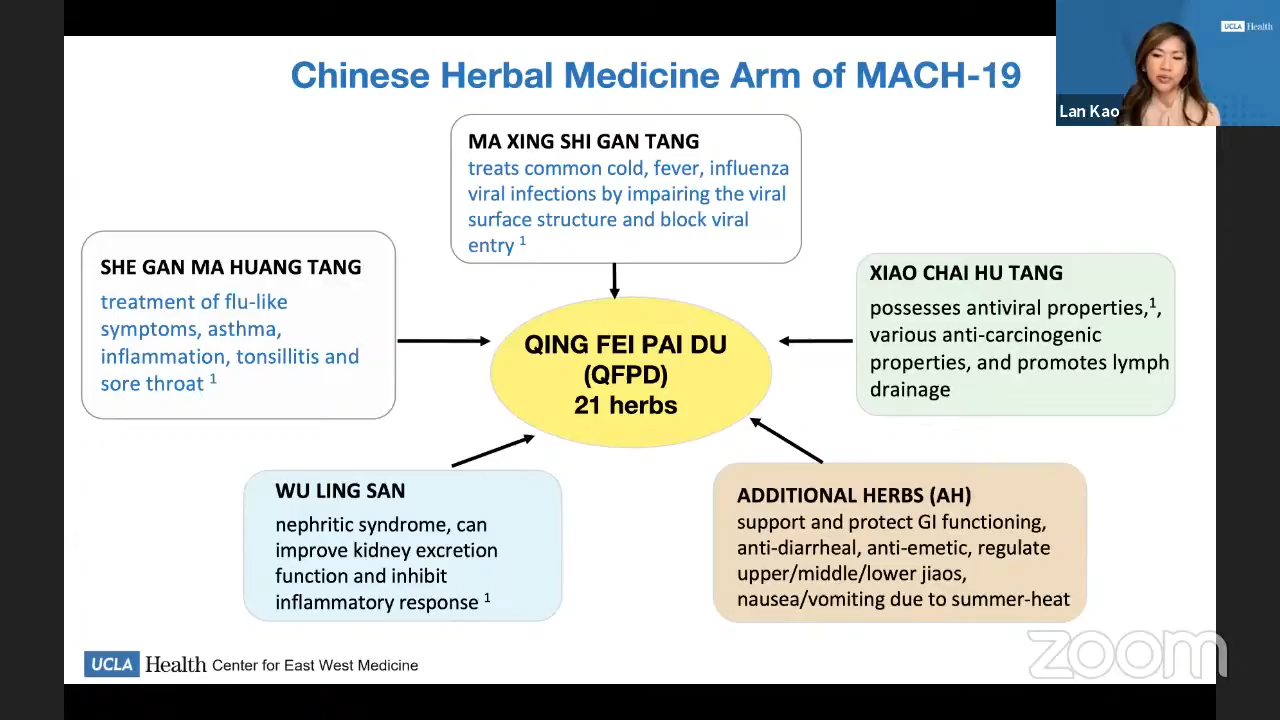 Chinese Herbal Medicine Arm of MACH-19
UCLA Health
Lan Kao
MA XING SHI GAN TANG
treats common cold, fever, influenza
viral infections by impairing the viral
surface structure and block viral
entry 1
SHE GAN MA HUANG TANG
treatment of flu-like
symptoms, asthma,
inflammation, tonsillitis and
sore throat 1
QING FEI PAI DU
(QFPD)
21 herbs
XIAO CHAI HU TANG
possesses antiviral properties,1,
various anti-carcinogenic
properties, and promotes lymph
drainage
WU LING SAN
nephritic syndrome, can
improve kidney excretion
function and inhibit
inflammatory response 1
ADDITIONAL HERBS (AH)
support and protect GI functioning,
anti-diarrheal, anti-emetic, regulate
upper/middle/lower jiaos,
nausea/vomiting due to summer-heat
UCLA Health Center for East West Medicine
zoom